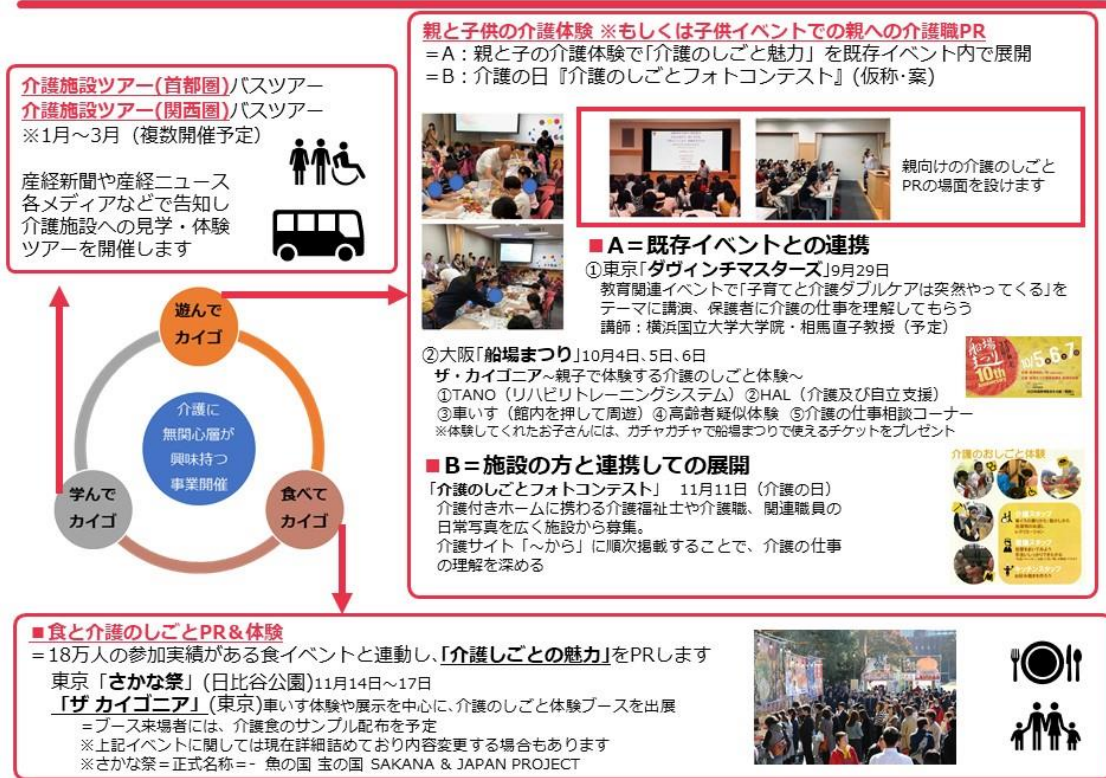 介護施設ツアー(首都圏)バスツアー
介護施設ツアー(関西圏)バスツアー
※1月～3月（複数開催予定）
産経新聞や産経ニュース
各メディアなどで告知し
介護施設への見学・体験
ツアーを開催します
遊んで
カイゴ
介護に
無関心層が
興味持つ
事業開催
学んで
カイゴ
食べて
カイゴ
親と子供の介護体験 ※もしくは子供イベントでの親への介護職PR
＝A：親と子の介護体験で「介護のしごと魅力」を既存イベント内で展開
＝B：介護の日『介護のしごとフォトコンテスト』(仮称･案)
親向けの介護のしごと
PRの場面を設けます
■A＝既存イベントとの連携
①東京「ダヴィンチマスターズ」9月29日
教育関連イベントで「子育てと介護ダブルケアは突然やってくる」を
テーマに講演、保護者に介護の仕事を理解してもらう
講師：横浜国立大学大学院・相馬直子教授（予定）
②大阪「船場まつり」10月4日、5日、6日
ザ・カイゴニア~親子で体験する介護のしごと体験～
①TANO（リハビリトレーニングシステム）②HAL（介護及び自立支援）
③車いす（館内を押して周遊）④高齢者疑似体験 ⑤介護の仕事相談コーナー
※体験してくれたお子さんには、ガチャガチャで船場まつりで使えるチケットをプレゼント
船場
まつり
10th
10/5 6 7
■B＝施設の方と連携しての展開
「介護のしごとフォトコンテスト」 11月11日（介護の日）
介護付きホームに携わる介護福祉士や介護職、関連職員の
日常写真を広く施設から募集。
介護サイト「～から」に順次掲載することで、介護の仕事
の理解を深める
介護のおしごと体験
介護スタッフ
キッチンスタッフ
■食と介護のしごとPR＆体験
＝18万人の参加実績がある食イベントと連動し、「介護しごとの魅力」をPRします
東京「さかな祭」(日比谷公園)11月14日～17日
「ザ カイゴニア」(東京)車いす体験や展示を中心に、介護のしごと体験ブースを出展
＝ブース来場者には、介護食のサンプル配布を予定
※上記イベントに関しては現在詳細詰めており内容変更する場合もあります
※さかな祭＝正式名称＝- 魚の国 宝の国 SAKANA & JAPAN PROJECT